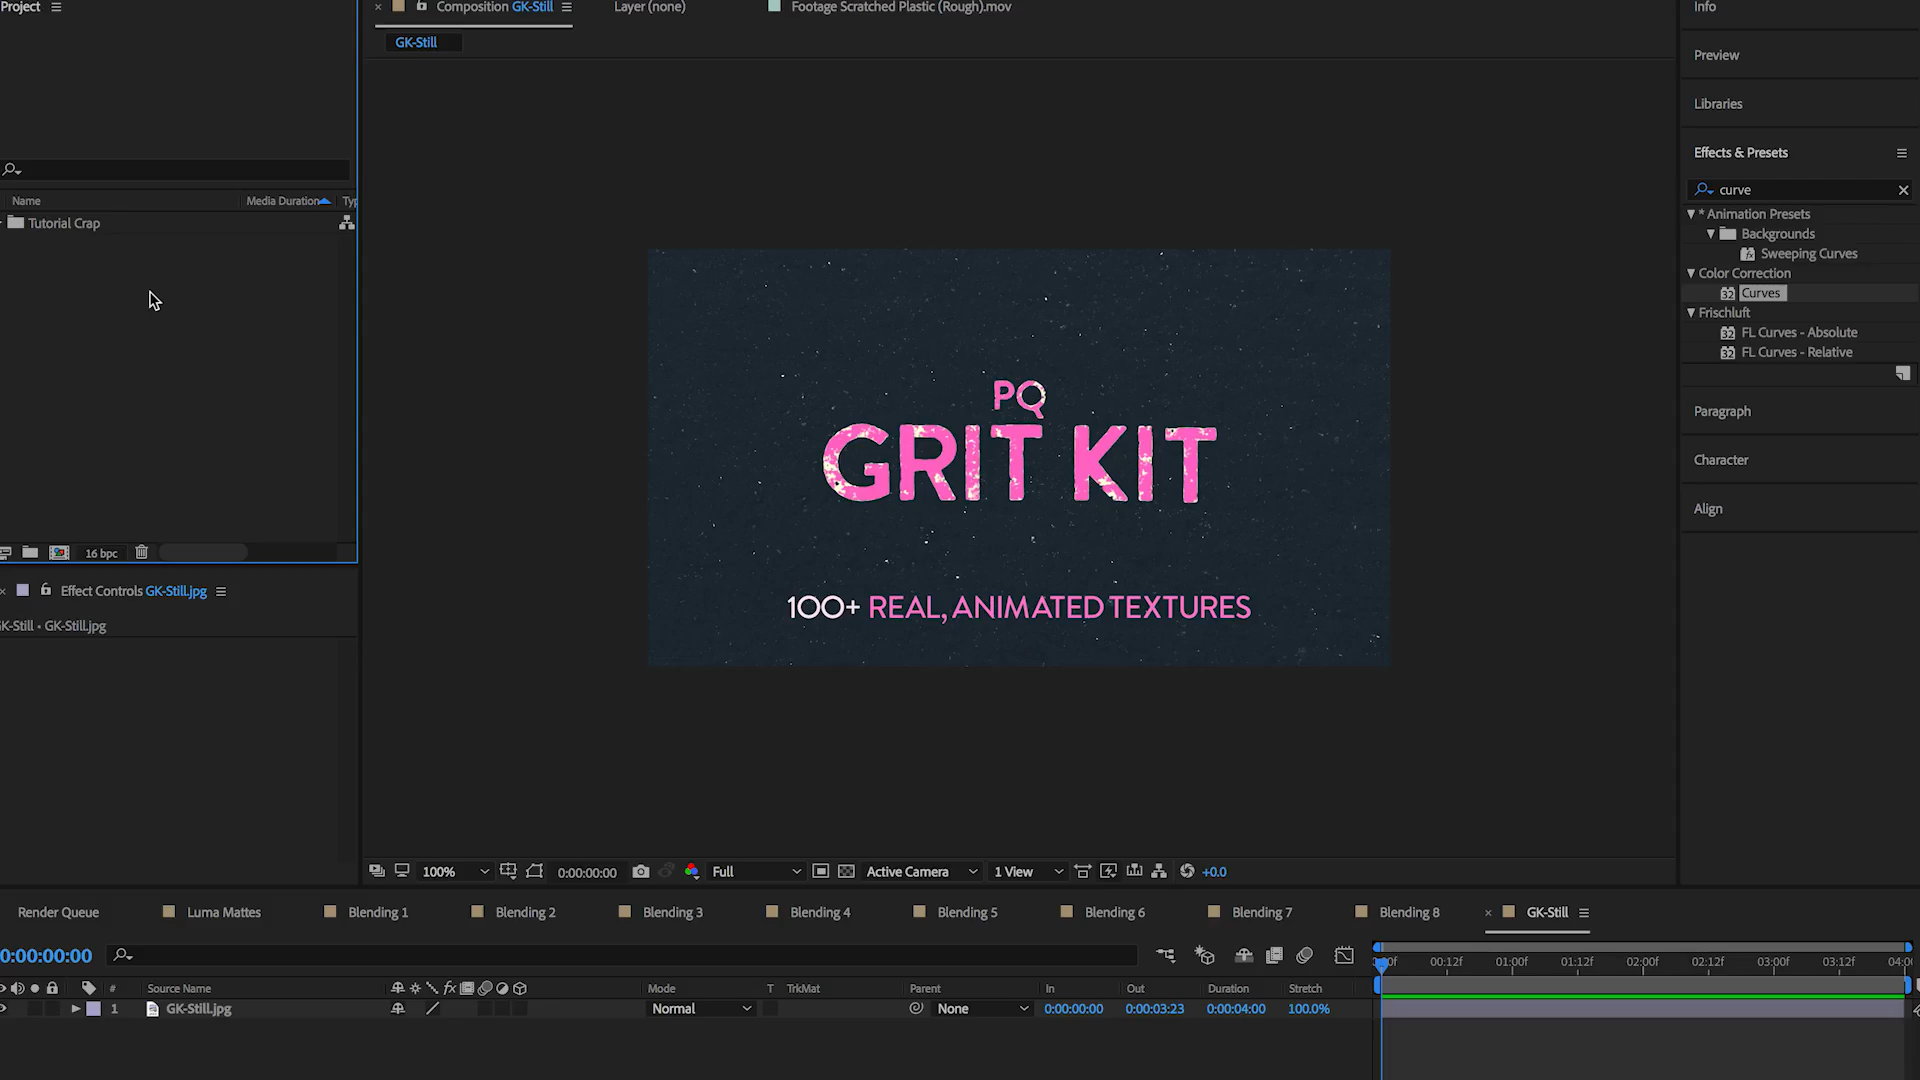 Project
Composition GK-Still
Layer (none)
Footage Scratched Plastic (Rough).mov
Info
GK-Still
Preview
Libraries
Effects & Presets
curve
Name
Media Duration
Typ
Tutorial Crap
* Animation Presets
Backgrounds
Sweeping Curves
Color Correction
32 Curves
Frischluft
32 FL Curves - Absolute
32 FL Curves - Relative
PQ
GRIT KIT
100+ REAL, ANIMATED TEXTURES
Paragraph
Character
Align
16 bpc
Effect Controls GK-Still.jpg
K-Still • GK-Still.jpg
100%
0:00:00:00
Full
Active Camera
1 View
+0.0
Render Queue
Luma Mattes
Blending 1
Blending 2
Blending 3
Blending 4
Blending 5
Blending 6
Blending 7
Blending 8
GK-Still
0:00:00:00
00:12f
01:00f
01:12f
02:00f
02:12f
03:00f
03:12f
04:00
#
Source Name
fx
Mode
T
TrkMat
Parent
In
Out
Duration
Stretch
1
GK-Still.jpg
Normal
None
0:00:00:00
0:00:03:23
0:00:04:00
100.0%